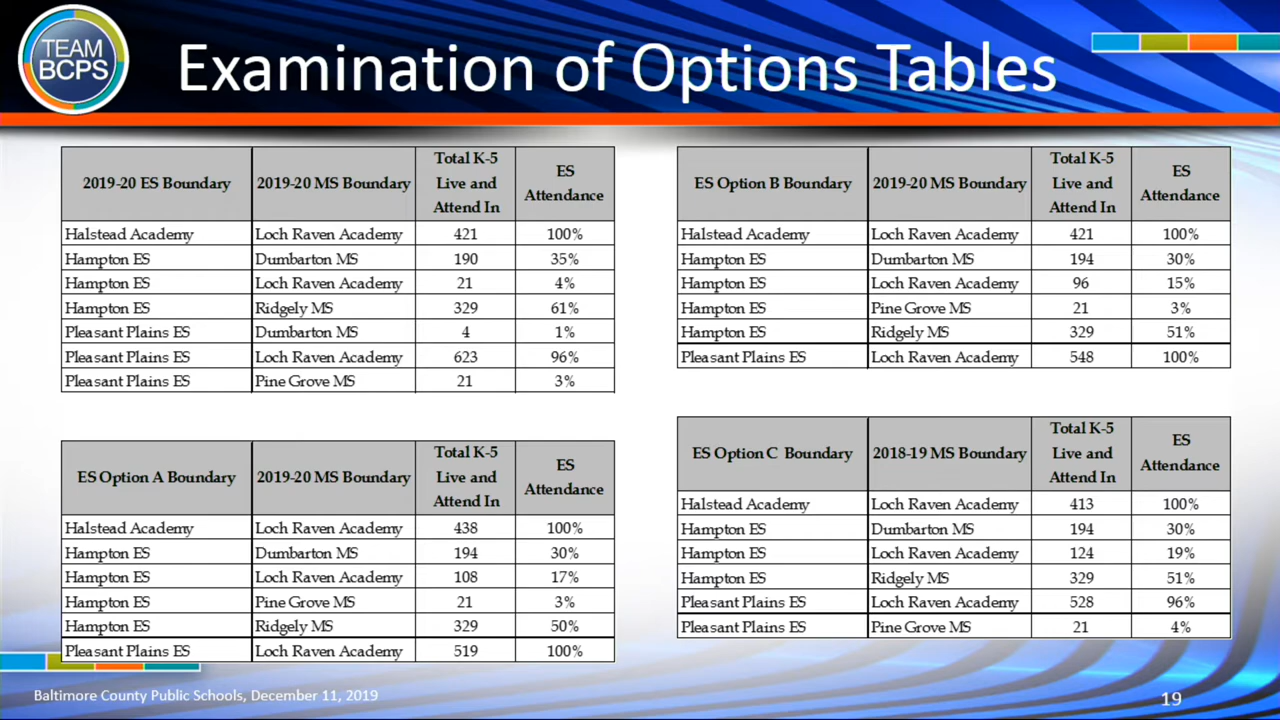 TEAM
BCPS
Examination of Options Tables
2019-20 ES Boundary 2019-20 MS Boundary Total K-5 Live and Attend In ES Attendance
Halstead Academy Loch Raven Academy 421 100%
Hampton ES Dumbarton MS 190 35%
Hampton ES Loch Raven Academy 21 4%
Hampton ES Ridgely MS 329 61%
Pleasant Plains ES Dumbarton MS 4 1%
Pleasant Plains ES Loch Raven Academy 623 96%
Pleasant Plains ES Pine Grove MS 21 3%
ES Option A Boundary 2019-20 MS Boundary Total K-5 Live and Attend In ES Attendance
Halstead Academy Loch Raven Academy 438 100%
Hampton ES Dumbarton MS 194 30%
Hampton ES Loch Raven Academy 108 17%
Hampton ES Pine Grove MS 21 3%
Hampton ES Ridgely MS 329 50%
Pleasant Plains ES Loch Raven Academy 519 100%
ES Option B Boundary 2019-20 MS Boundary Total K-5 Live and Attend In ES Attendance
Halstead Academy Loch Raven Academy 421 100%
Hampton ES Dumbarton MS 194 30%
Hampton ES Loch Raven Academy 96 15%
Hampton ES Pine Grove MS 21 3%
Hampton ES Ridgely MS 329 51%
Pleasant Plains ES Loch Raven Academy 548 100%
ES Option C Boundary 2018-19 MS Boundary Total K-5 Live and Attend In ES Attendance
Halstead Academy Loch Raven Academy 413 100%
Hampton ES Dumbarton MS 194 30%
Hampton ES Loch Raven Academy 124 19%
Hampton ES Ridgely MS 329 51%
Pleasant Plains ES Loch Raven Academy 528 96%
Pleasant Plains ES Pine Grove MS 21 4%
Baltimore County Public Schools, December 11, 2019
19